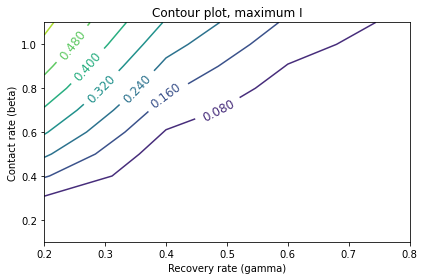 Contour plot, maximum I
Contact rate (beta)
1.0
0.8
0.6
0.4
0.2
0.480
0.400
0.320
0.240
0.160
0.080
0.2 0.3 0.4 0.5 0.6 0.7 0.8
Recovery rate (gamma)